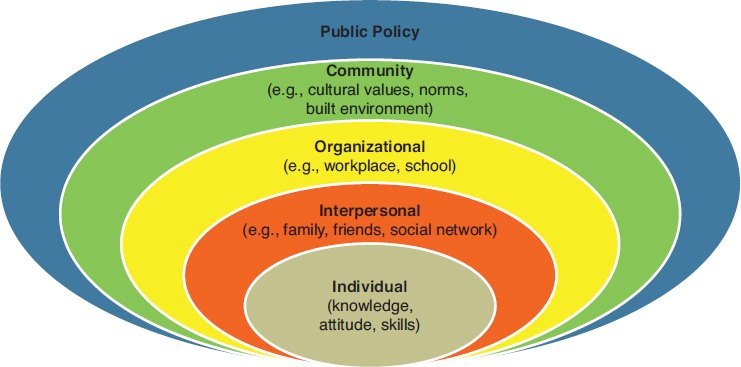 Public Policy
Community
(e.g., cultural values, norms,
built environment)
Organizational
(e.g., workplace, school)
Interpersonal
(e.g., family, friends, social network)
Individual
(knowledge,
attitude, skills)